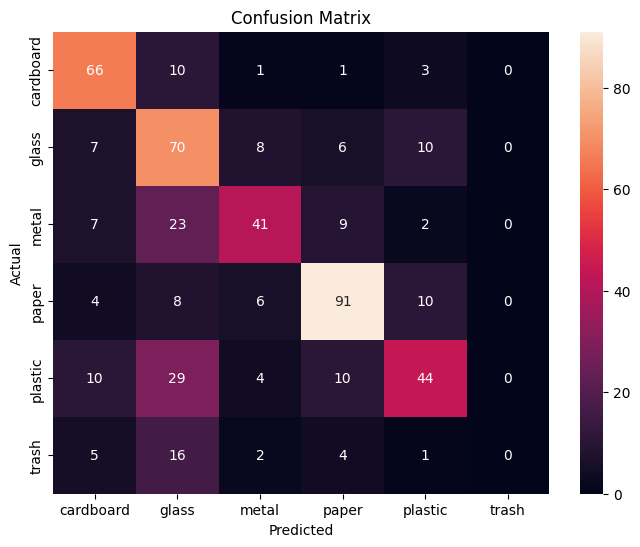 Confusion Matrix
Actual
cardboard 66 10 1 1 3 0
glass 7 70 8 6 10 0
metal 7 23 41 9 2 0
paper 4 8 6 91 10 0
plastic 10 29 4 10 44 0
trash 5 16 2 4 1 0
cardboard glass metal paper plastic trash
Predicted
80
60
40
20
0